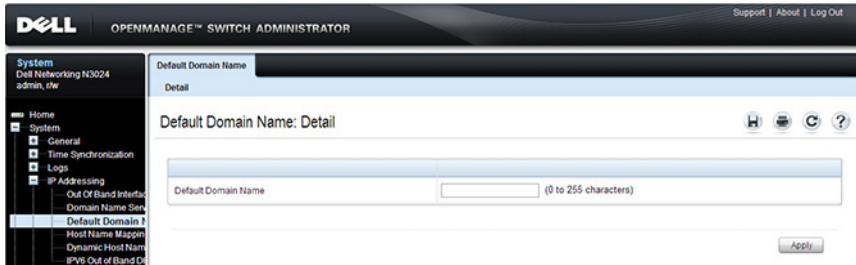 DELL OPENMANAGE™ SWITCH ADMINISTRATOR
Support | About | Log Out
System
Dell Networking N3024
admin, r/w
Home
System
General
Time Synchronization
Logs
IP Addressing
Out Of Band Interfac
Domain Name Serv
Default Domain N
Host Name Mappin
Dynamic Host Nam
IPV6 Out of Band DI
Default Domain Name
Detail
Default Domain Name: Detail
Default Domain Name (0 to 255 characters)
Apply